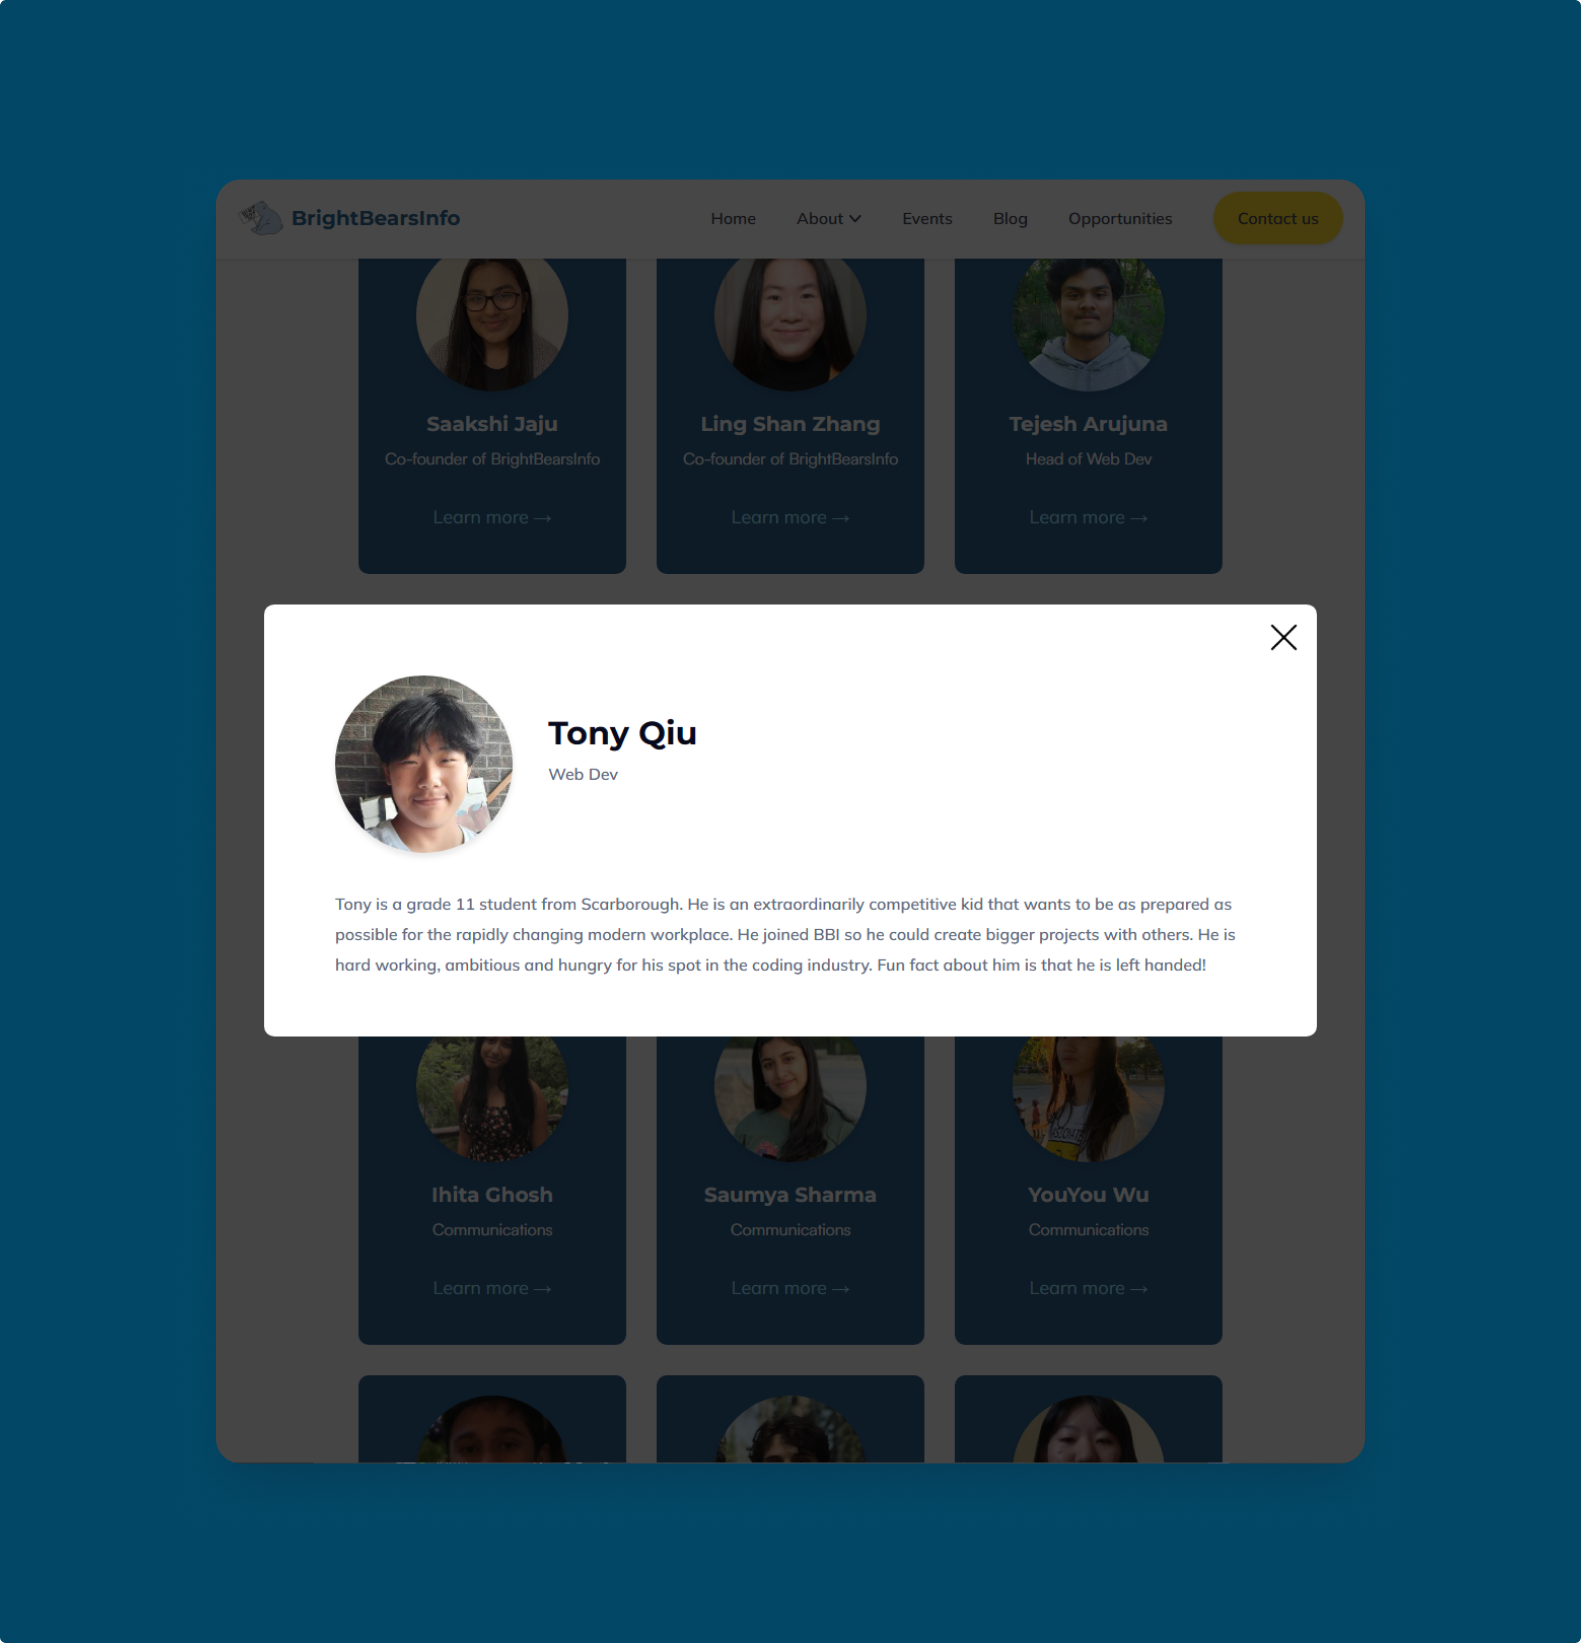 BrightBearsInfo
Home About Events Blog Opportunities Contact us
Saakshi Jaju Ling Shan Zhang Tejesh Arujuna
Co-founder of BrightBearsInfo Co-founder of BrightBearsInfo Head of Web Dev
Learn more → Learn more → Learn more →
Tony Qiu
Web Dev
Tony is a grade 11 student from Scarborough. He is an extraordinarily competitive kid that wants to be as prepared as
possible for the rapidly changing modern workplace. He joined BBI so he could create bigger projects with others. He is
hard working, ambitious and hungry for his spot in the coding industry. Fun fact about him is that he is left handed!
Ihita Ghosh Saumya Sharma YouYou Wu
Communications Communications Communications
Learn more → Learn more → Learn more →